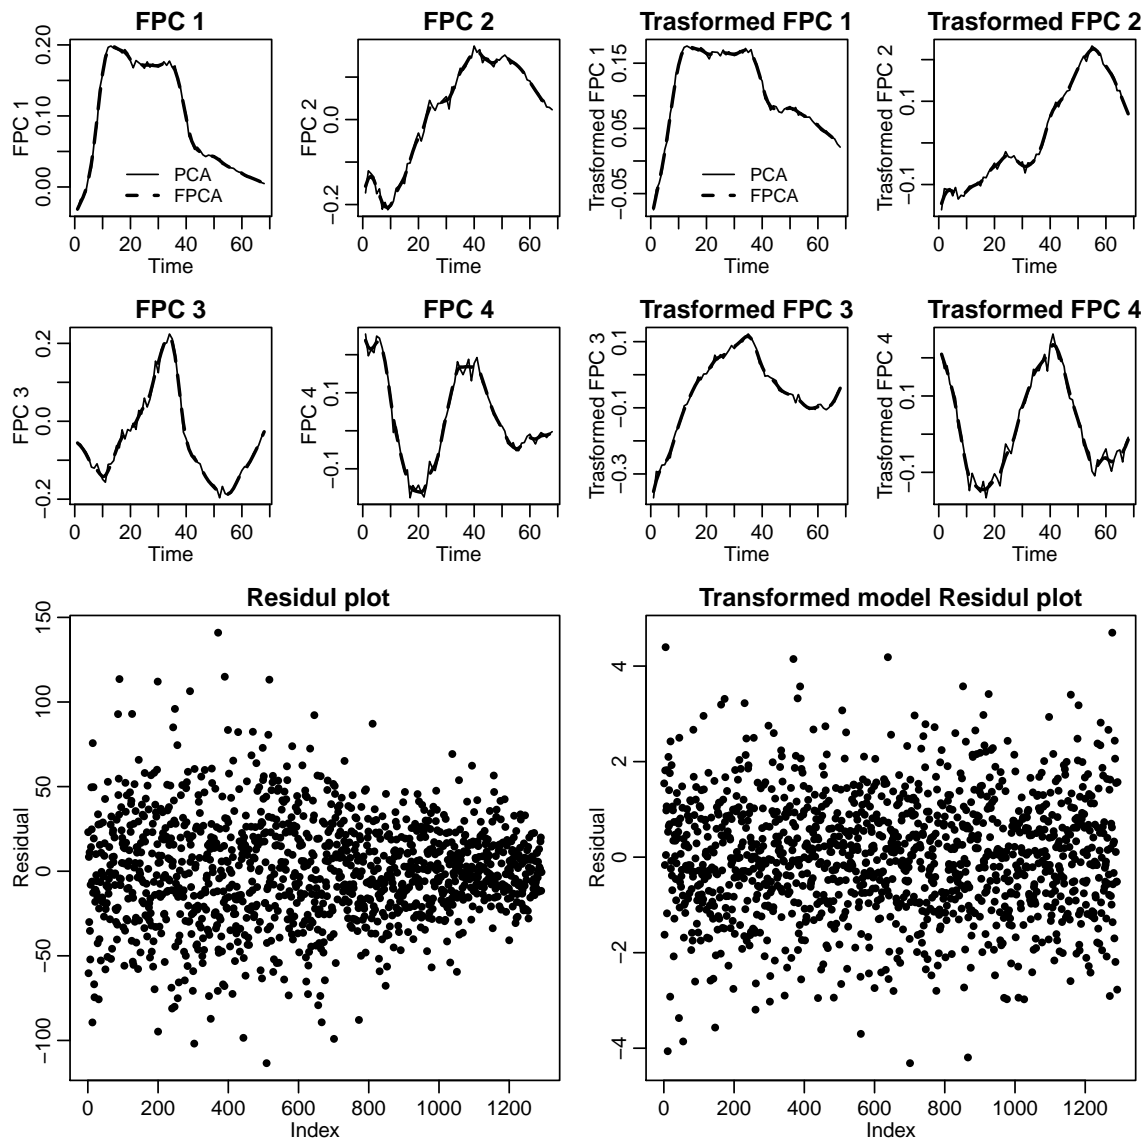 FPC 1
FPC 1
0.00
0.10
0.20
0
20
40
60
Time
PCA
FPCA
FPC 2
FPC 2
−0.2
0.0
0
20
40
60
Time
Trasformed FPC 1
Trasformed FPC 1
−0.05
0.05
0.15
0
20
40
60
Time
PCA
FPCA
Trasformed FPC 2
Trasformed FPC 2
−0.1
0.1
0
20
40
60
Time
FPC 3
FPC 3
−0.2
0.0
0.2
0
20
40
60
Time
FPC 4
FPC 4
−0.1
0.1
0
20
40
60
Time
Trasformed FPC 3
Trasformed FPC 3
−0.3
−0.1
0.1
0
20
40
60
Time
Trasformed FPC 4
Trasformed FPC 4
−0.1
0.1
0
20
40
60
Time
Residul plot
Residual
−100
−50
0
50
100
150
0
200
400
600
800
1000
1200
Index
Transformed model Residul plot
Residual
−4
−2
0
2
4
0
200
400
600
800
1000
1200
Index